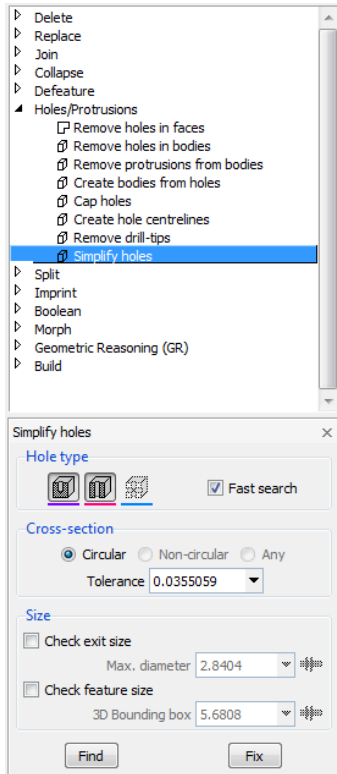 Delete
Replace
Join
Collapse
Defeature
Holes/Protrusions
Remove holes in faces
Remove holes in bodies
Remove protrusions from bodies
Create bodies from holes
Cap holes
Create hole centrelines
Remove drill-tips
Simplify holes
Split
Imprint
Boolean
Morph
Geometric Reasoning (GR)
Build
Simplify holes
Hole type
Fast search
Cross-section
Circular Non-circular Any
Tolerance 0.0355059
Size
Check exit size
Max. diameter 2.8404
Check feature size
3D Bounding box 5.6808
Find Fix